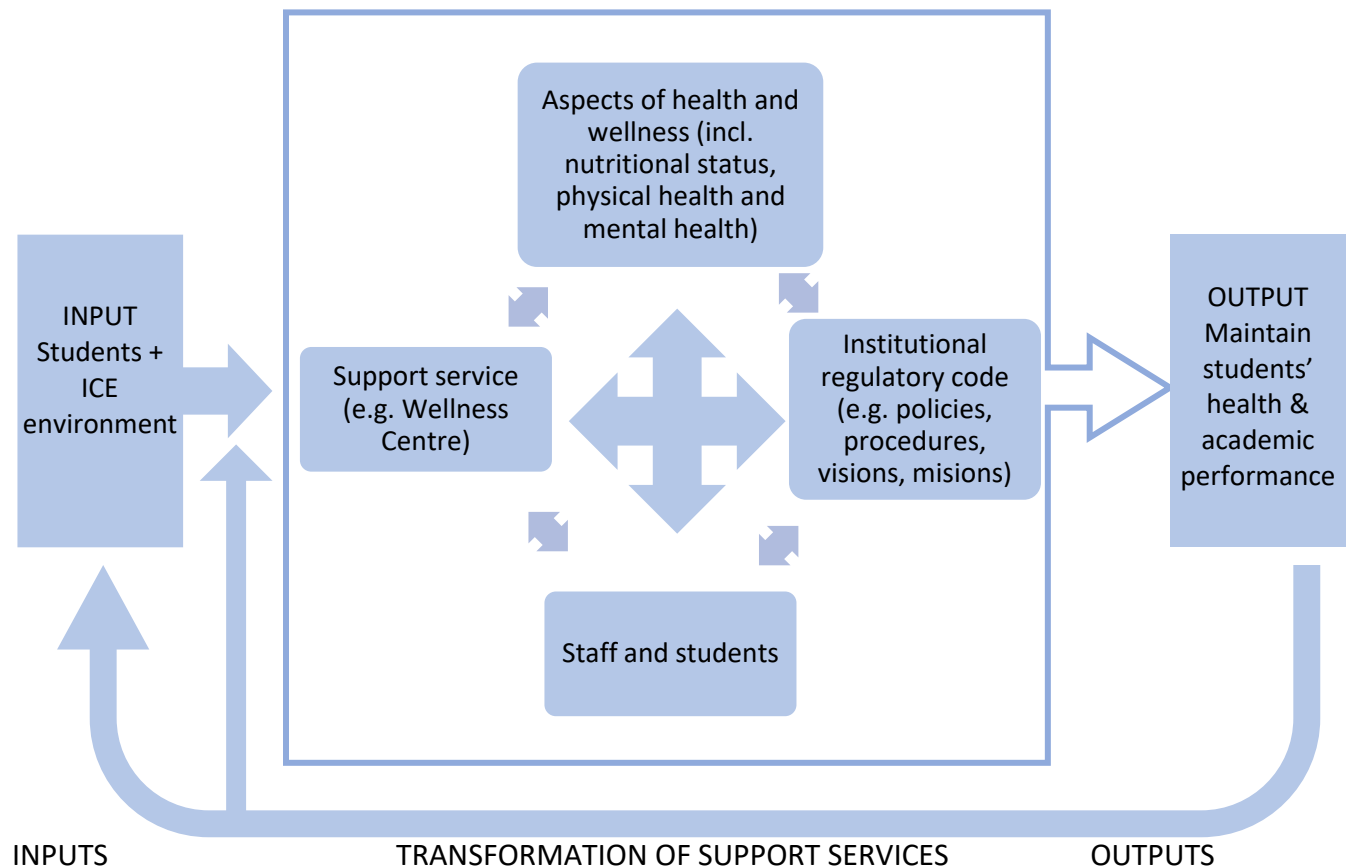 Aspects of health and
wellness (incl.
nutritional status,
physical health and
mental health)
INPUT
Students +
ICE
environment
Support service
(e.g. Wellness
Centre)
Institutional
regulatory code
(e.g. policies,
procedures,
visions, misions)
OUTPUT
Maintain
students’
health &
academic
performance
Staff and students
INPUTS
TRANSFORMATION OF SUPPORT SERVICES
OUTPUTS